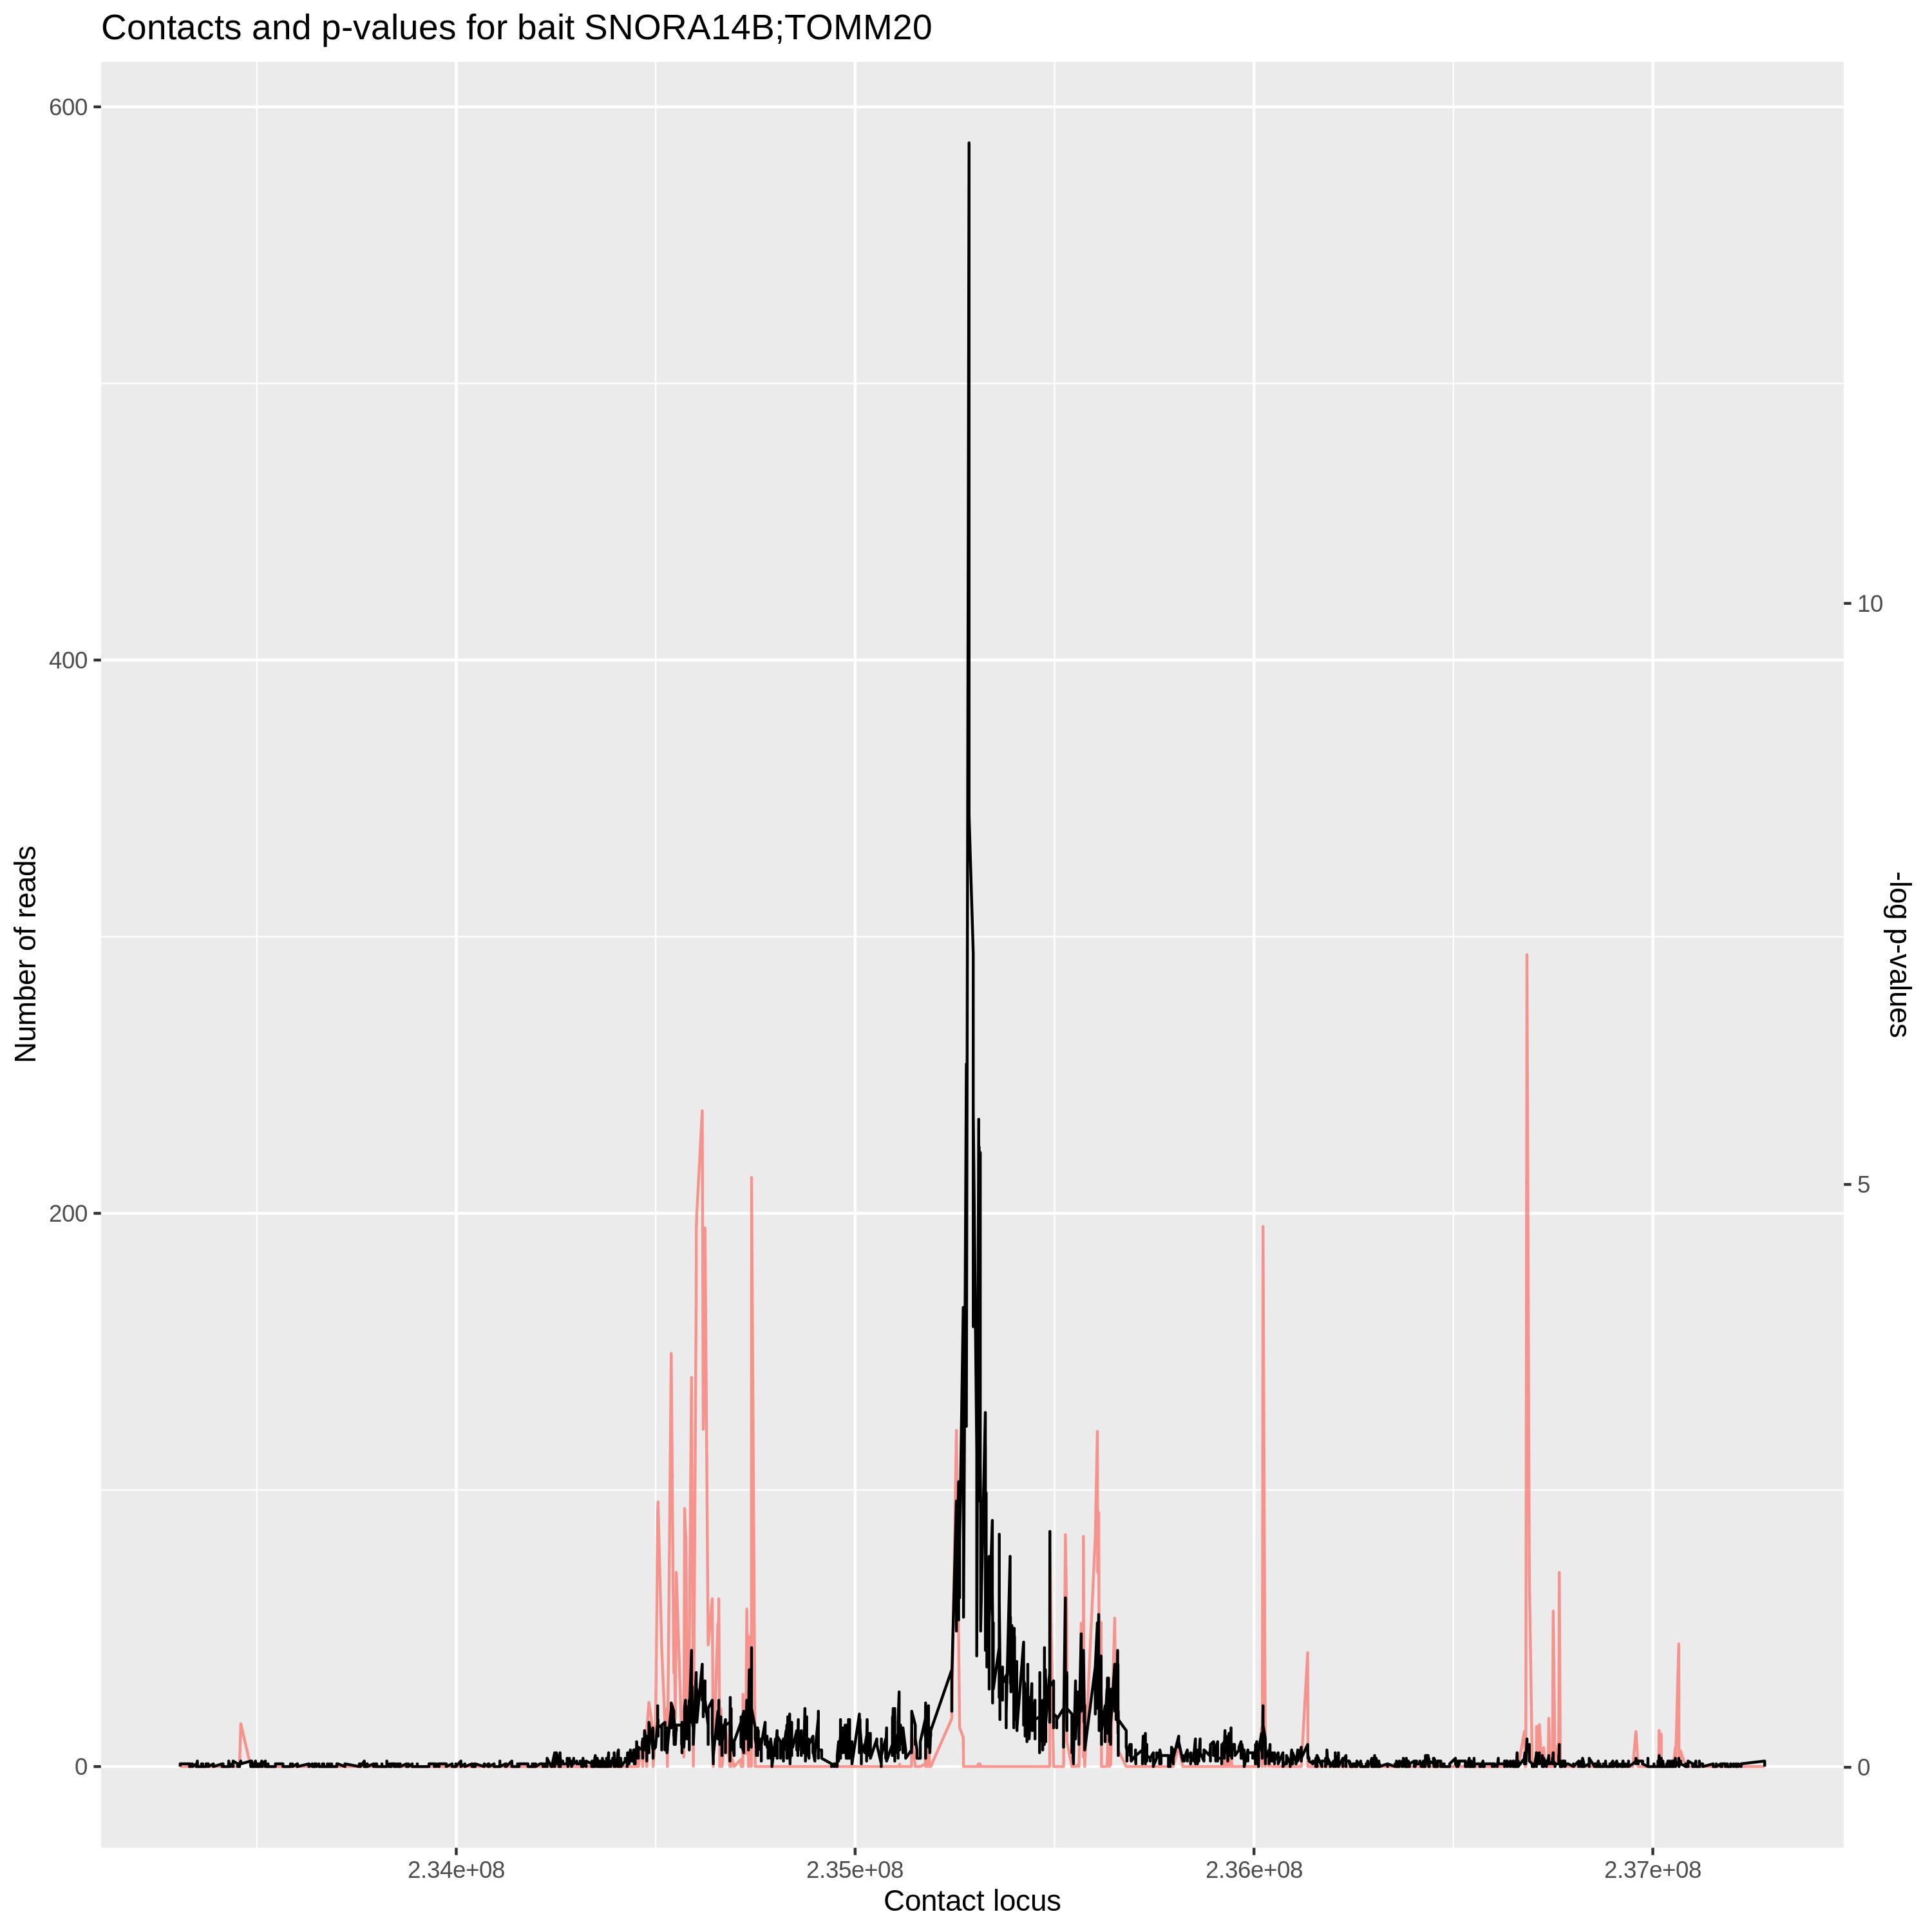 Contacts and p-values for bait SNORA14B;TOMM20
600
400
200
0
Number of reads
10
5
0
-log p-values
2.34e+08
2.35e+08
2.36e+08
2.37e+08
Contact locus